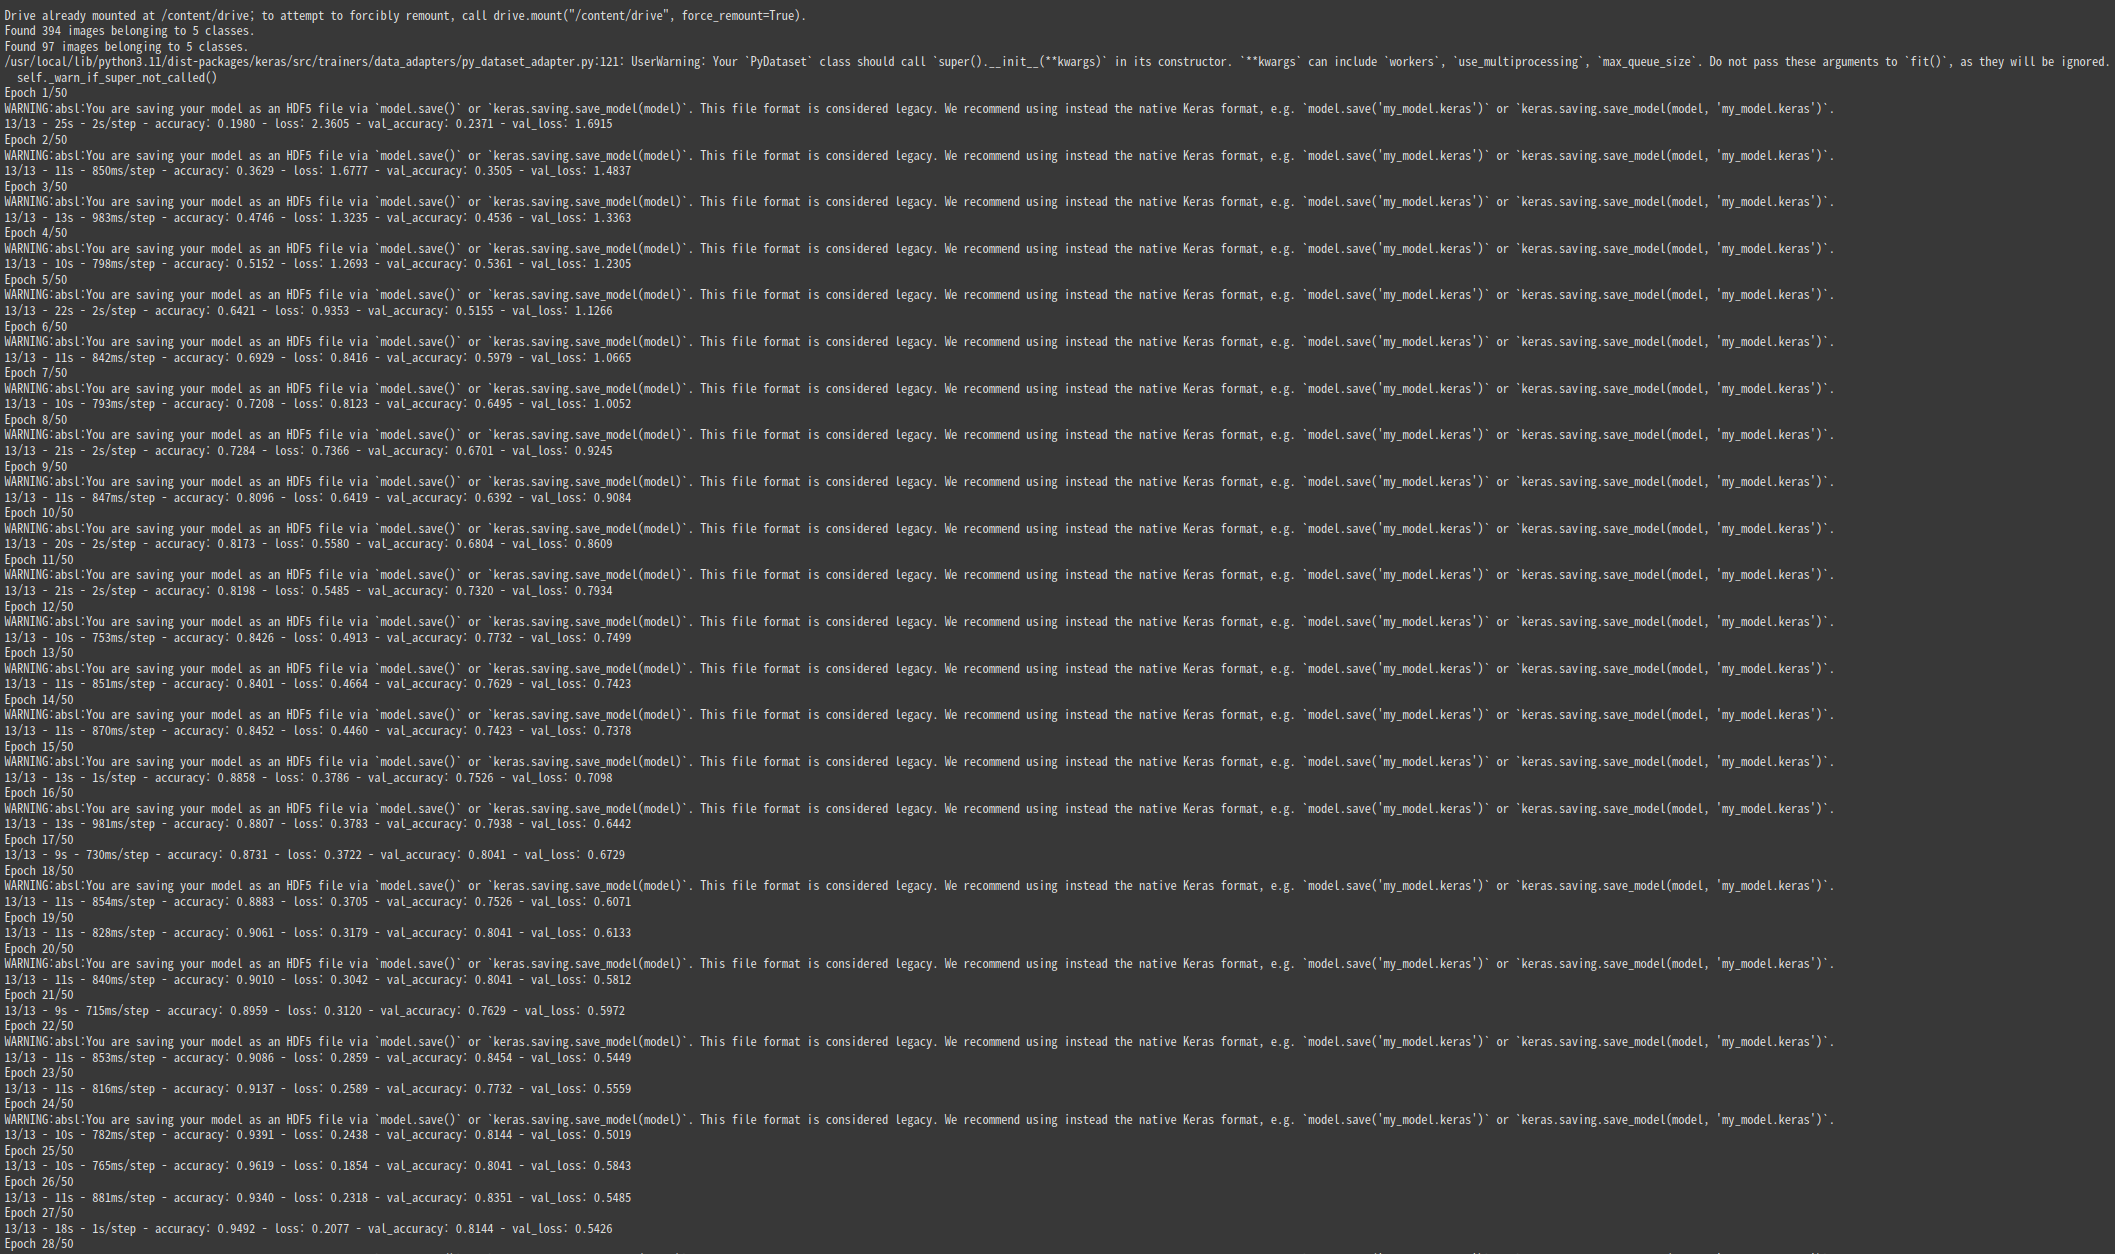 Drive already mounted at /content/drive; to attempt to forcibly remount, call drive.mount("/content/drive", force_remount=True).
Found 394 images belonging to 5 classes.
Found 97 images belonging to 5 classes.
/usr/local/lib/python3.11/dist-packages/keras/src/trainers/data_adapters/py_dataset_adapter.py:121: UserWarning: Your `PyDataset` class should call `super().__init__(**kwargs)` in its constructor. `**kwargs` can include `workers`, `use_multiprocessing`, `max_queue_size`. Do not pass these arguments to `fit()`, as they will be ignored.
  self._warn_if_super_not_called()
Epoch 1/50
WARNING:absl:You are saving your model as an HDF5 file via `model.save()` or `keras.saving.save_model(model)`. This file format is considered legacy. We recommend using instead the native Keras format, e.g. `model.save('my_model.keras')` or `keras.saving.save_model(model, 'my_model.keras')`.
13/13 - 25s - 2s/step - accuracy: 0.1980 - loss: 2.3605 - val_accuracy: 0.2371 - val_loss: 1.6915
Epoch 2/50
WARNING:absl:You are saving your model as an HDF5 file via `model.save()` or `keras.saving.save_model(model)`. This file format is considered legacy. We recommend using instead the native Keras format, e.g. `model.save('my_model.keras')` or `keras.saving.save_model(model, 'my_model.keras')`.
13/13 - 11s - 850ms/step - accuracy: 0.3629 - loss: 1.6777 - val_accuracy: 0.3505 - val_loss: 1.4837
Epoch 3/50
WARNING:absl:You are saving your model as an HDF5 file via `model.save()` or `keras.saving.save_model(model)`. This file format is considered legacy. We recommend using instead the native Keras format, e.g. `model.save('my_model.keras')` or `keras.saving.save_model(model, 'my_model.keras')`.
13/13 - 13s - 983ms/step - accuracy: 0.4746 - loss: 1.3235 - val_accuracy: 0.4536 - val_loss: 1.3363
Epoch 4/50
WARNING:absl:You are saving your model as an HDF5 file via `model.save()` or `keras.saving.save_model(model)`. This file format is considered legacy. We recommend using instead the native Keras format, e.g. `model.save('my_model.keras')` or `keras.saving.save_model(model, 'my_model.keras')`.
13/13 - 10s - 798ms/step - accuracy: 0.5152 - loss: 1.2693 - val_accuracy: 0.5361 - val_loss: 1.2305
Epoch 5/50
WARNING:absl:You are saving your model as an HDF5 file via `model.save()` or `keras.saving.save_model(model)`. This file format is considered legacy. We recommend using instead the native Keras format, e.g. `model.save('my_model.keras')` or `keras.saving.save_model(model, 'my_model.keras')`.
13/13 - 22s - 2s/step - accuracy: 0.6421 - loss: 0.9353 - val_accuracy: 0.5155 - val_loss: 1.1266
Epoch 6/50
WARNING:absl:You are saving your model as an HDF5 file via `model.save()` or `keras.saving.save_model(model)`. This file format is considered legacy. We recommend using instead the native Keras format, e.g. `model.save('my_model.keras')` or `keras.saving.save_model(model, 'my_model.keras')`.
13/13 - 11s - 842ms/step - accuracy: 0.6929 - loss: 0.8416 - val_accuracy: 0.5979 - val_loss: 1.0665
Epoch 7/50
WARNING:absl:You are saving your model as an HDF5 file via `model.save()` or `keras.saving.save_model(model)`. This file format is considered legacy. We recommend using instead the native Keras format, e.g. `model.save('my_model.keras')` or `keras.saving.save_model(model, 'my_model.keras')`.
13/13 - 10s - 793ms/step - accuracy: 0.7208 - loss: 0.8123 - val_accuracy: 0.6495 - val_loss: 1.0052
Epoch 8/50
WARNING:absl:You are saving your model as an HDF5 file via `model.save()` or `keras.saving.save_model(model)`. This file format is considered legacy. We recommend using instead the native Keras format, e.g. `model.save('my_model.keras')` or `keras.saving.save_model(model, 'my_model.keras')`.
13/13 - 21s - 2s/step - accuracy: 0.7284 - loss: 0.7366 - val_accuracy: 0.6701 - val_loss: 0.9245
Epoch 9/50
WARNING:absl:You are saving your model as an HDF5 file via `model.save()` or `keras.saving.save_model(model)`. This file format is considered legacy. We recommend using instead the native Keras format, e.g. `model.save('my_model.keras')` or `keras.saving.save_model(model, 'my_model.keras')`.
13/13 - 11s - 847ms/step - accuracy: 0.8096 - loss: 0.6419 - val_accuracy: 0.6392 - val_loss: 0.9084
Epoch 10/50
WARNING:absl:You are saving your model as an HDF5 file via `model.save()` or `keras.saving.save_model(model)`. This file format is considered legacy. We recommend using instead the native Keras format, e.g. `model.save('my_model.keras')` or `keras.saving.save_model(model, 'my_model.keras')`.
13/13 - 20s - 2s/step - accuracy: 0.8173 - loss: 0.5580 - val_accuracy: 0.6804 - val_loss: 0.8609
Epoch 11/50
WARNING:absl:You are saving your model as an HDF5 file via `model.save()` or `keras.saving.save_model(model)`. This file format is considered legacy. We recommend using instead the native Keras format, e.g. `model.save('my_model.keras')` or `keras.saving.save_model(model, 'my_model.keras')`.
13/13 - 21s - 2s/step - accuracy: 0.8198 - loss: 0.5485 - val_accuracy: 0.7320 - val_loss: 0.7934
Epoch 12/50
WARNING:absl:You are saving your model as an HDF5 file via `model.save()` or `keras.saving.save_model(model)`. This file format is considered legacy. We recommend using instead the native Keras format, e.g. `model.save('my_model.keras')` or `keras.saving.save_model(model, 'my_model.keras')`.
13/13 - 10s - 753ms/step - accuracy: 0.8426 - loss: 0.4913 - val_accuracy: 0.7732 - val_loss: 0.7499
Epoch 13/50
WARNING:absl:You are saving your model as an HDF5 file via `model.save()` or `keras.saving.save_model(model)`. This file format is considered legacy. We recommend using instead the native Keras format, e.g. `model.save('my_model.keras')` or `keras.saving.save_model(model, 'my_model.keras')`.
13/13 - 11s - 851ms/step - accuracy: 0.8401 - loss: 0.4664 - val_accuracy: 0.7629 - val_loss: 0.7423
Epoch 14/50
WARNING:absl:You are saving your model as an HDF5 file via `model.save()` or `keras.saving.save_model(model)`. This file format is considered legacy. We recommend using instead the native Keras format, e.g. `model.save('my_model.keras')` or `keras.saving.save_model(model, 'my_model.keras')`.
13/13 - 11s - 870ms/step - accuracy: 0.8452 - loss: 0.4460 - val_accuracy: 0.7423 - val_loss: 0.7378
Epoch 15/50
WARNING:absl:You are saving your model as an HDF5 file via `model.save()` or `keras.saving.save_model(model)`. This file format is considered legacy. We recommend using instead the native Keras format, e.g. `model.save('my_model.keras')` or `keras.saving.save_model(model, 'my_model.keras')`.
13/13 - 13s - 1s/step - accuracy: 0.8858 - loss: 0.3786 - val_accuracy: 0.7526 - val_loss: 0.7098
Epoch 16/50
WARNING:absl:You are saving your model as an HDF5 file via `model.save()` or `keras.saving.save_model(model)`. This file format is considered legacy. We recommend using instead the native Keras format, e.g. `model.save('my_model.keras')` or `keras.saving.save_model(model, 'my_model.keras')`.
13/13 - 13s - 981ms/step - accuracy: 0.8807 - loss: 0.3783 - val_accuracy: 0.7938 - val_loss: 0.6442
Epoch 17/50
13/13 - 9s - 730ms/step - accuracy: 0.8731 - loss: 0.3722 - val_accuracy: 0.8041 - val_loss: 0.6729
Epoch 18/50
WARNING:absl:You are saving your model as an HDF5 file via `model.save()` or `keras.saving.save_model(model)`. This file format is considered legacy. We recommend using instead the native Keras format, e.g. `model.save('my_model.keras')` or `keras.saving.save_model(model, 'my_model.keras')`.
13/13 - 11s - 854ms/step - accuracy: 0.8883 - loss: 0.3705 - val_accuracy: 0.7526 - val_loss: 0.6071
Epoch 19/50
13/13 - 11s - 828ms/step - accuracy: 0.9061 - loss: 0.3179 - val_accuracy: 0.8041 - val_loss: 0.6133
Epoch 20/50
WARNING:absl:You are saving your model as an HDF5 file via `model.save()` or `keras.saving.save_model(model)`. This file format is considered legacy. We recommend using instead the native Keras format, e.g. `model.save('my_model.keras')` or `keras.saving.save_model(model, 'my_model.keras')`.
13/13 - 11s - 840ms/step - accuracy: 0.9010 - loss: 0.3042 - val_accuracy: 0.8041 - val_loss: 0.5812
Epoch 21/50
13/13 - 9s - 715ms/step - accuracy: 0.8959 - loss: 0.3120 - val_accuracy: 0.7629 - val_loss: 0.5972
Epoch 22/50
WARNING:absl:You are saving your model as an HDF5 file via `model.save()` or `keras.saving.save_model(model)`. This file format is considered legacy. We recommend using instead the native Keras format, e.g. `model.save('my_model.keras')` or `keras.saving.save_model(model, 'my_model.keras')`.
13/13 - 11s - 853ms/step - accuracy: 0.9086 - loss: 0.2859 - val_accuracy: 0.8454 - val_loss: 0.5449
Epoch 23/50
13/13 - 11s - 816ms/step - accuracy: 0.9137 - loss: 0.2589 - val_accuracy: 0.7732 - val_loss: 0.5559
Epoch 24/50
WARNING:absl:You are saving your model as an HDF5 file via `model.save()` or `keras.saving.save_model(model)`. This file format is considered legacy. We recommend using instead the native Keras format, e.g. `model.save('my_model.keras')` or `keras.saving.save_model(model, 'my_model.keras')`.
13/13 - 10s - 782ms/step - accuracy: 0.9391 - loss: 0.2438 - val_accuracy: 0.8144 - val_loss: 0.5019
Epoch 25/50
13/13 - 10s - 765ms/step - accuracy: 0.9619 - loss: 0.1854 - val_accuracy: 0.8041 - val_loss: 0.5843
Epoch 26/50
13/13 - 11s - 881ms/step - accuracy: 0.9340 - loss: 0.2318 - val_accuracy: 0.8351 - val_loss: 0.5485
Epoch 27/50
13/13 - 18s - 1s/step - accuracy: 0.9492 - loss: 0.2077 - val_accuracy: 0.8144 - val_loss: 0.5426
Epoch 28/50